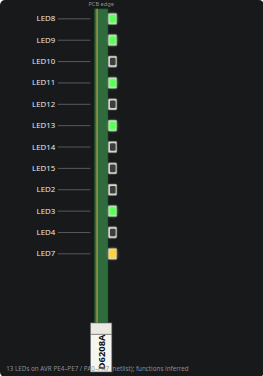 PCB edge
LED8
LED9
LED10
LED11
LED12
LED13
LED14
LED15
LED2
LED3
LED4
LED7
D6208A
13 LEDs on AVR PE4–PE7 / (netlist); functions inferred